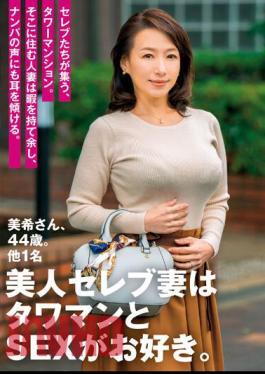 セレブたちが集う、
タワーマンション。
そこに住む人妻は暇を持て余し、
ナンパの声にも耳を傾ける。
美希さん、
44歳。
他1名
美人セレブ妻は
タワマンと
SEXがお好き。